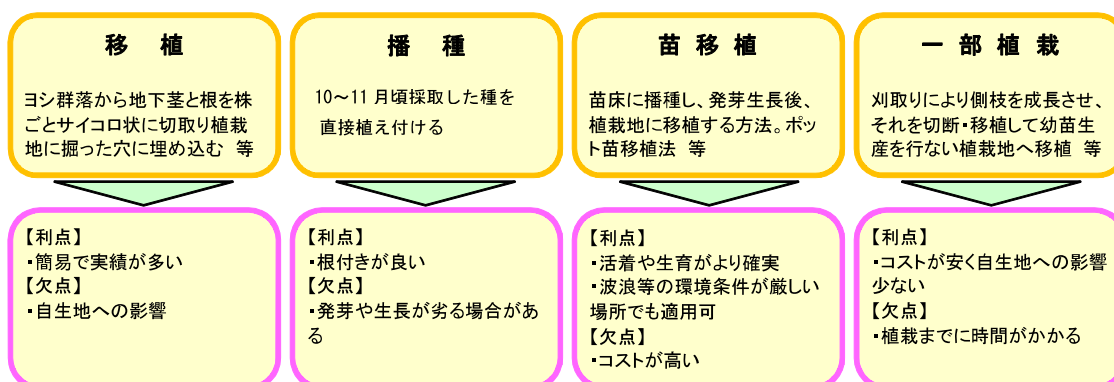 移 植
ヨシ群落から地下茎と根を株
ごとサイコロ状に切取り植栽
地に掘った穴に埋め込む 等
播 種
10～11 月頃採取した種を
直接植え付ける
苗 移 植
苗床に播種し、発芽生長後、
植栽地に移植する方法。ポッ
ト苗移植法 等
一 部 植 栽
刈取りにより側枝を成長させ、
それを切断・移植して幼苗生
産を行ない植栽地へ移植 等
【利点】
・簡易で実績が多い
【欠点】
・自生地への影響
【利点】
・根付きが良い
【欠点】
・発芽や生長が劣る場合があ
る
【利点】
・活着や生育がより確実
・波浪等の環境条件が厳しい
場所でも適用可
【欠点】
・コストが高い
【利点】
・コストが安く自生地への影響
少ない
【欠点】
・植栽までに時間がかかる